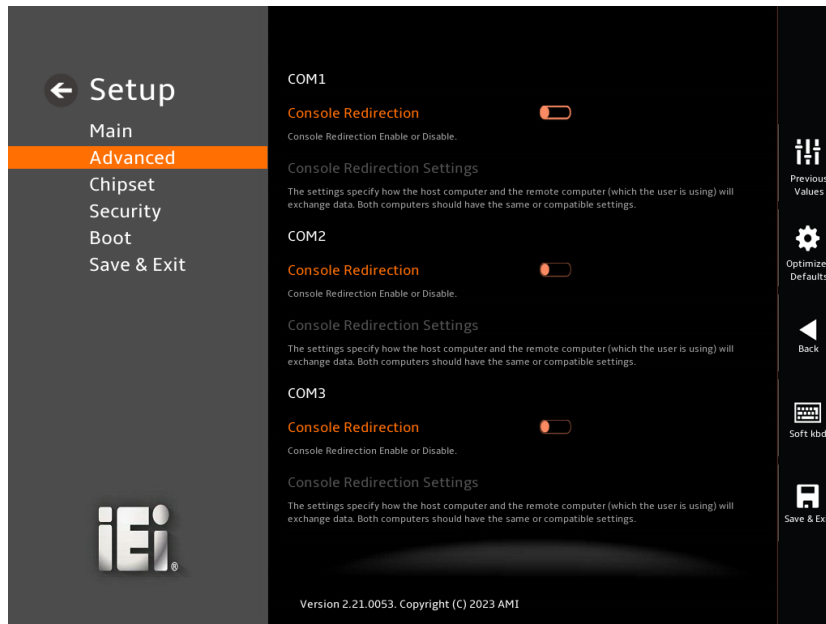 Setup
Main
Advanced
Chipset
Security
Boot
Save & Exit
iEi
®
COM1
Console Redirection
Console Redirection Enable or Disable.
Console Redirection Settings
The settings specify how the host computer and the remote computer (which the user is using) will
exchange data. Both computers should have the same or compatible settings.
COM2
Console Redirection
Console Redirection Enable or Disable.
Console Redirection Settings
The settings specify how the host computer and the remote computer (which the user is using) will
exchange data. Both computers should have the same or compatible settings.
COM3
Console Redirection
Console Redirection Enable or Disable.
Console Redirection Settings
The settings specify how the host computer and the remote computer (which the user is using) will
exchange data. Both computers should have the same or compatible settings.
Version 2.21.0053. Copyright (C) 2023 AMI
Previous
Values
Optimize
Defaults
Back
Soft kbd
Save & Ex